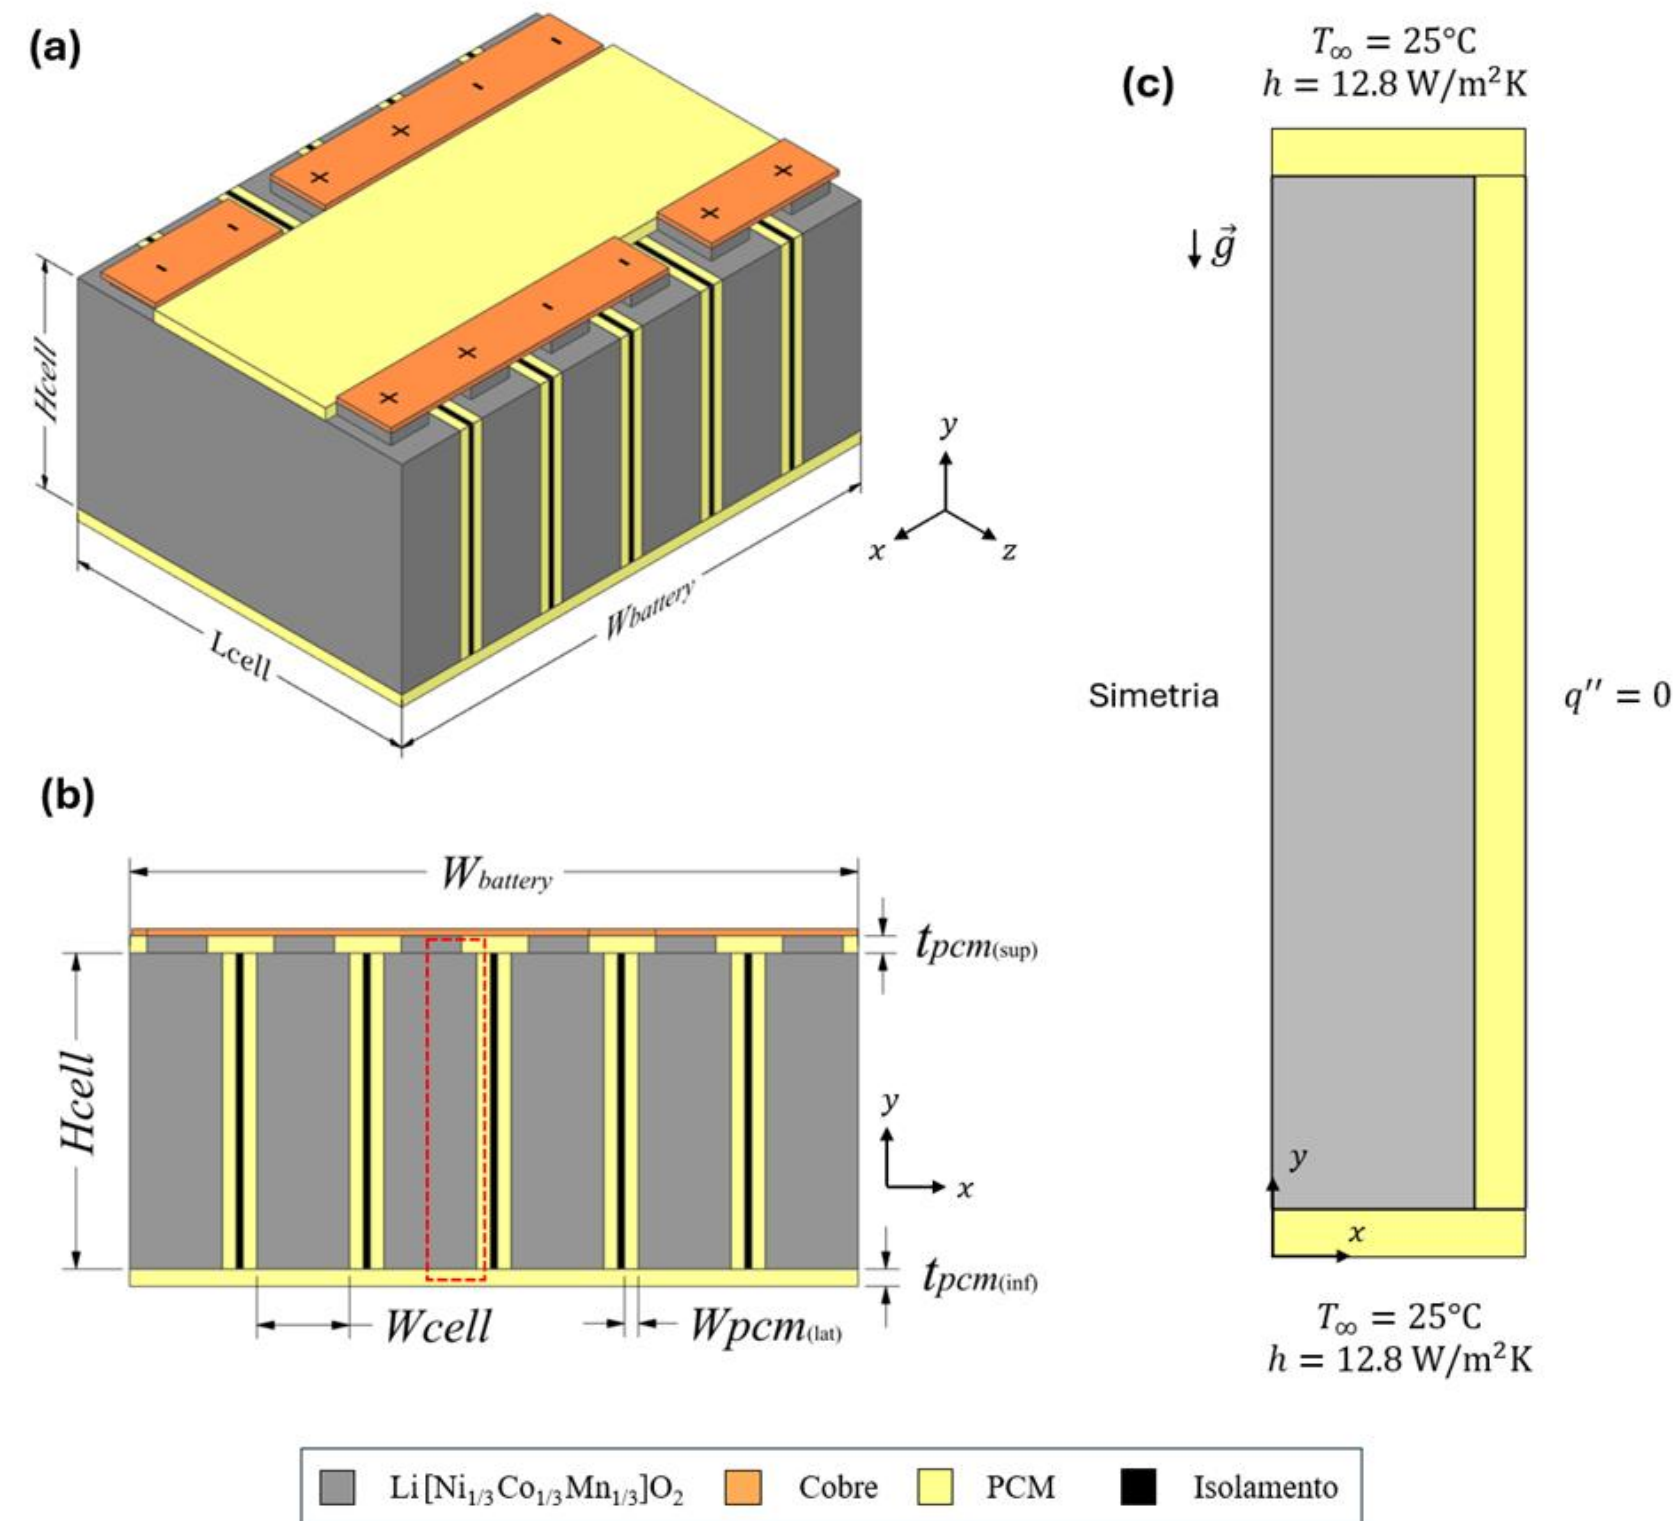 (a)
- - + +
- -
+ +
- - + +
Hcell
Lcell
Wbattery
y
x
z
(b)
Wbattery
tpcm(sup)
Hcell
y
x
tpcm(inf)
Wcell
Wpcm(lat)
(c)
T∞ = 25°C
h = 12.8 W/m²K
g⃗
Simetria
q′′ = 0
y
x
T∞ = 25°C
h = 12.8 W/m²K
Li[Ni1/3Co1/3Mn1/3]O2 Cobre PCM Isolamento